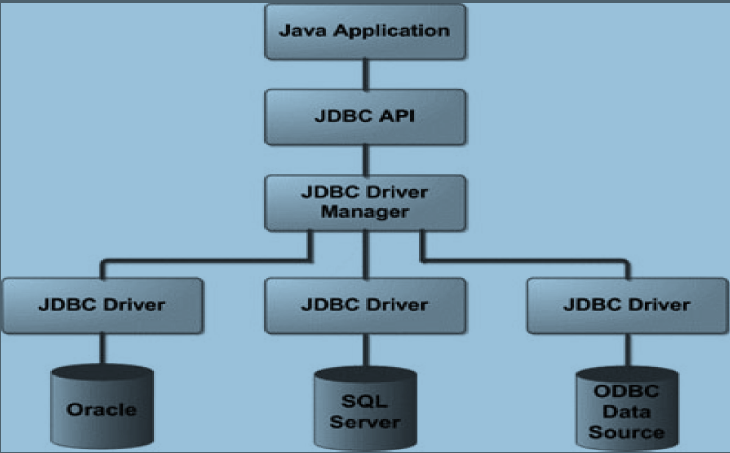 Java Application
JDBC API
JDBC Driver
Manager
JDBC Driver
JDBC Driver
JDBC Driver
Oracle
SQL
Server
ODBC
Data
Source